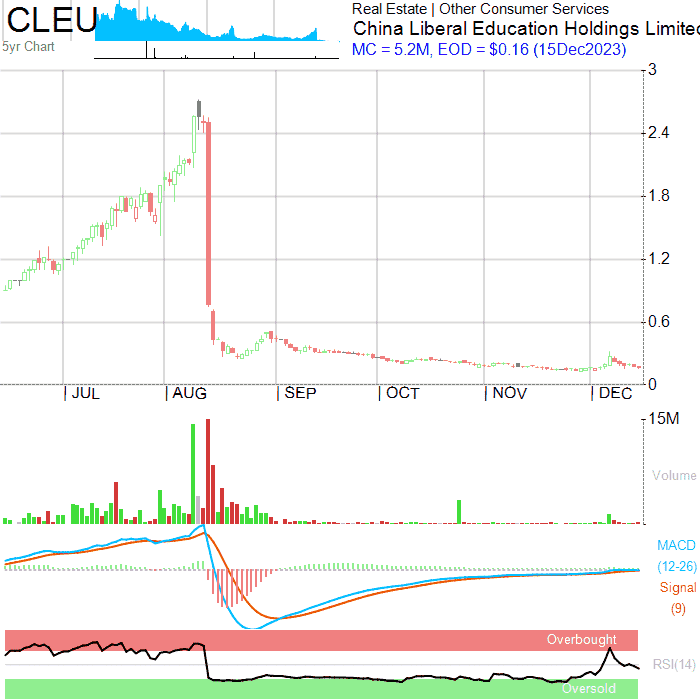 CLEU
5yr Chart
Real Estate | Other Consumer Services
China Liberal Education Holdings Limited
MC = 5.2M, EOD = $0.16 (15Dec2023)
3
2.4
1.8
1.2
0.6
0
JUL
AUG
SEP
OCT
NOV
DEC
15M
Volume
MACD
(12-26)
Signal
(9)
Overbought
RSI(14)
Oversold